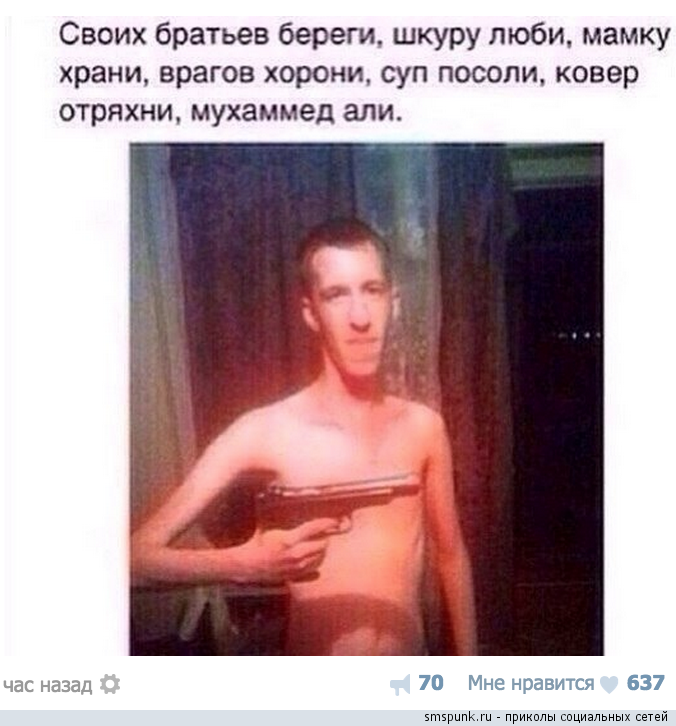 Своих братьев береги, шкуру люби, мамку
храни, врагов хорони, суп посоли, ковер
отряхни, мухаммед али.
час назад 70 Мне нравится 637
smspunk.ru - приколы социальных сетей